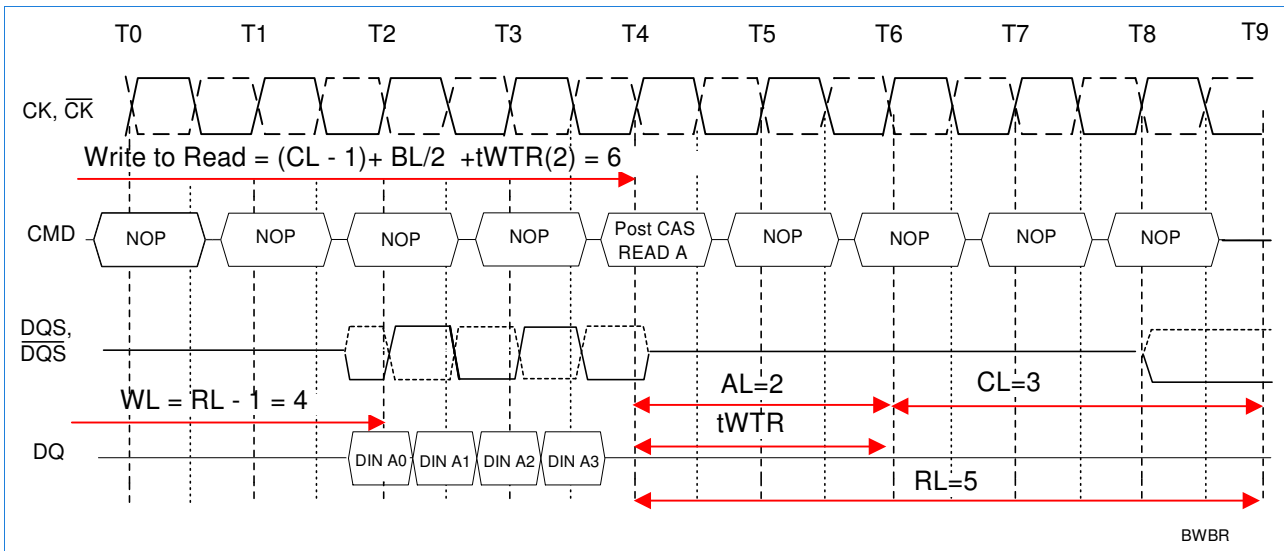 T0 T1 T2 T3 T4 T5 T6 T7 T8 T9
CK, CK
Write to Read = (CL - 1)+ BL/2 +tWTR(2) = 6
CMD NOP NOP NOP NOP Post CAS READ A NOP NOP NOP NOP
DQS,
DQS
AL=2 CL=3
WL = RL - 1 = 4
tWTR
DQ DIN A0 DIN A1 DIN A2 DIN A3
RL=5
BWBR